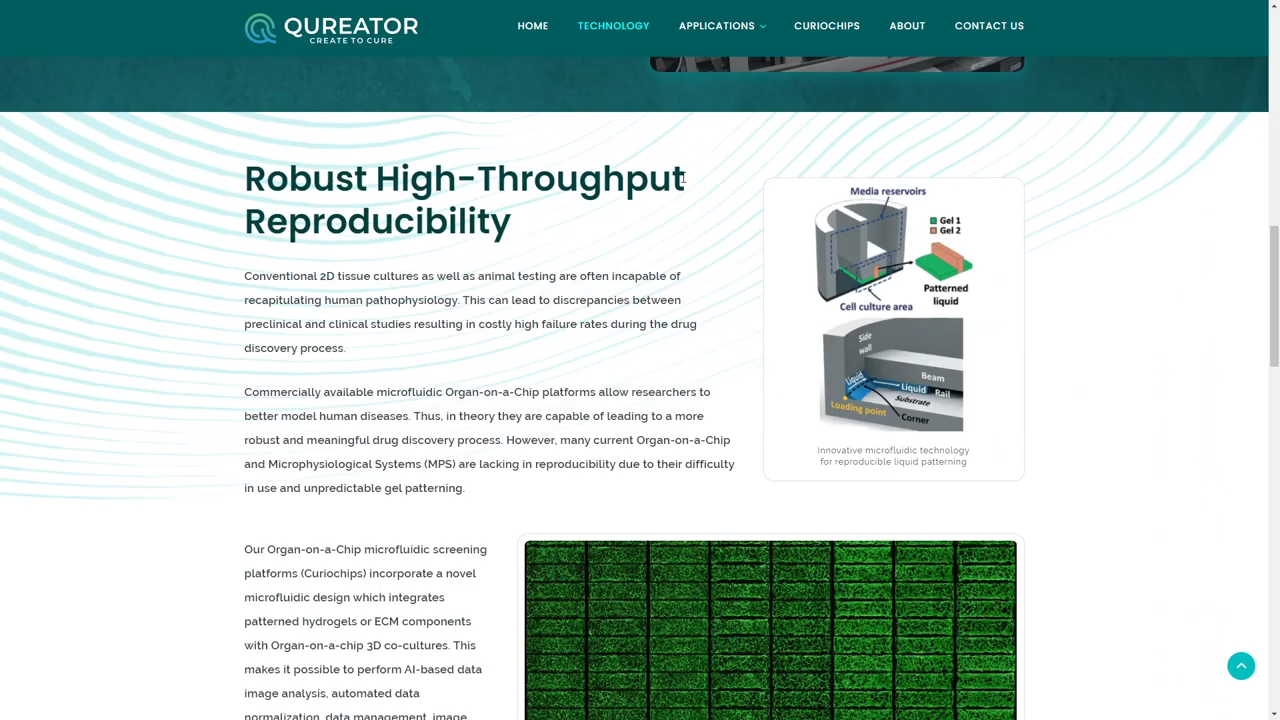 QUREATOR
CREATE TO CURE
HOME
TECHNOLOGY
APPLICATIONS
CURIOCHIPS
ABOUT
CONTACT US
Robust High-Throughput
Reproducibility
Conventional 2D tissue cultures as well as animal testing are often incapable of
recapitulating human pathophysiology. This can lead to discrepancies between
preclinical and clinical studies resulting in costly high failure rates during the drug
discovery process.
Commercially available microfluidic Organ-on-a-Chip platforms allow researchers to
better model human diseases. Thus, in theory they are capable of leading to a more
robust and meaningful drug discovery process. However, many current Organ-on-a-Chip
and Microphysiological Systems (MPS) are lacking in reproducibility due to their difficulty
in use and unpredictable gel patterning.
Media reservoirs
Gel 1
Gel 2
Patterned
liquid
Cell culture area
Side
wall
Beam
Liquid
Liquid
Rail
Substrate
Loading point
Corner
Innovative microfluidic technology
for reproducible liquid patterning
Our Organ-on-a-Chip microfluidic screening
platforms (Curiochips) incorporate a novel
microfluidic design which integrates
patterned hydrogels or ECM components
with Organ-on-a-chip 3D co-cultures. This
makes it possible to perform AI-based data
image analysis, automated data
normalization, data management, image